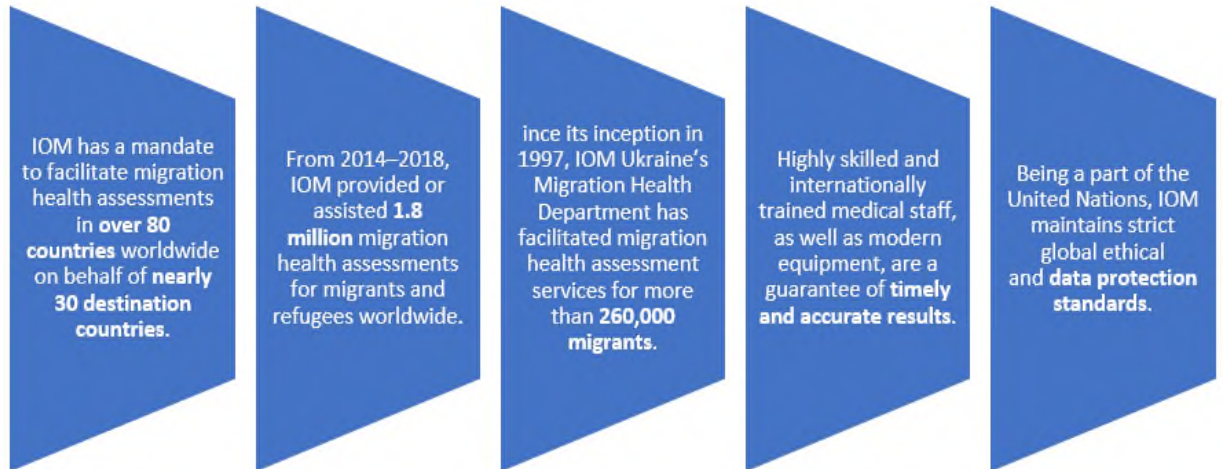 IOM has a mandate
to facilitate migration
health assessments
in over 80
countries worldwide
on behalf of nearly
30 destination
countries.
From 2014–2018,
IOM provided or
assisted 1.8
million migration
health assessments
for migrants and
refugees worldwide.
ince its inception in
1997, IOM Ukraine’s
Migration Health
Department has
facilitated migration
health assessment
services for more
than 260,000
migrants.
Highly skilled and
internationally
trained medical staff,
as well as modern
equipment, are a
guarantee of timely
and accurate results.
Being a part of the
United Nations, IOM
maintains strict
global ethical
and data protection
standards.